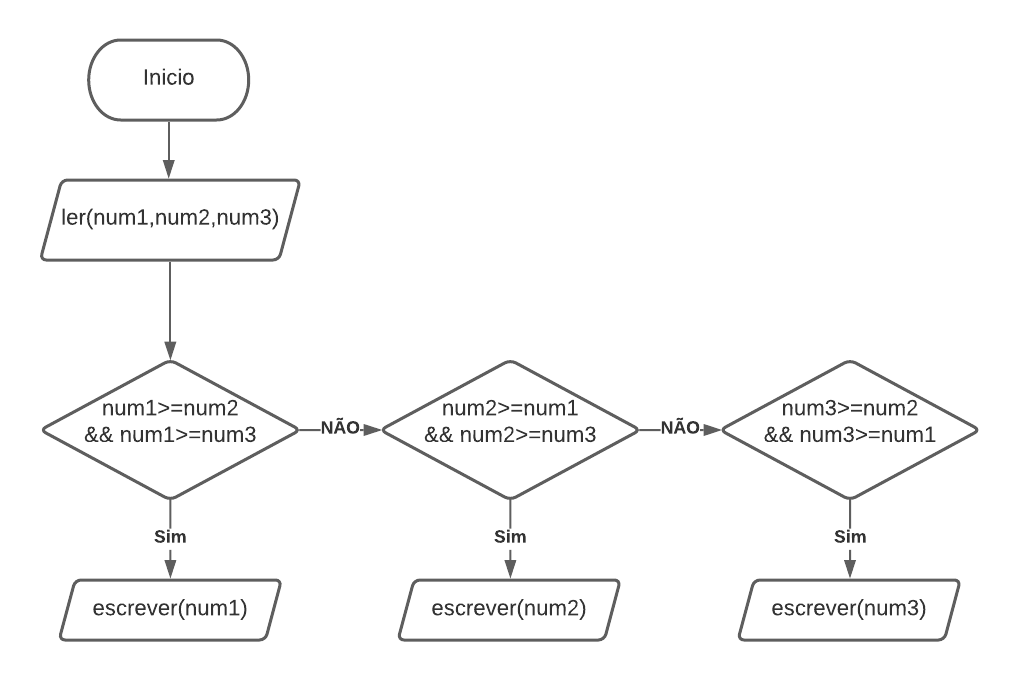 Inicio
ler(num1,num2,num3)
num1>=num2
&& num1>=num3
NÃO
num2>=num1
&& num2>=num3
NÃO
num3>=num2
&& num3>=num1
Sim
Sim
Sim
escrever(num1)
escrever(num2)
escrever(num3)